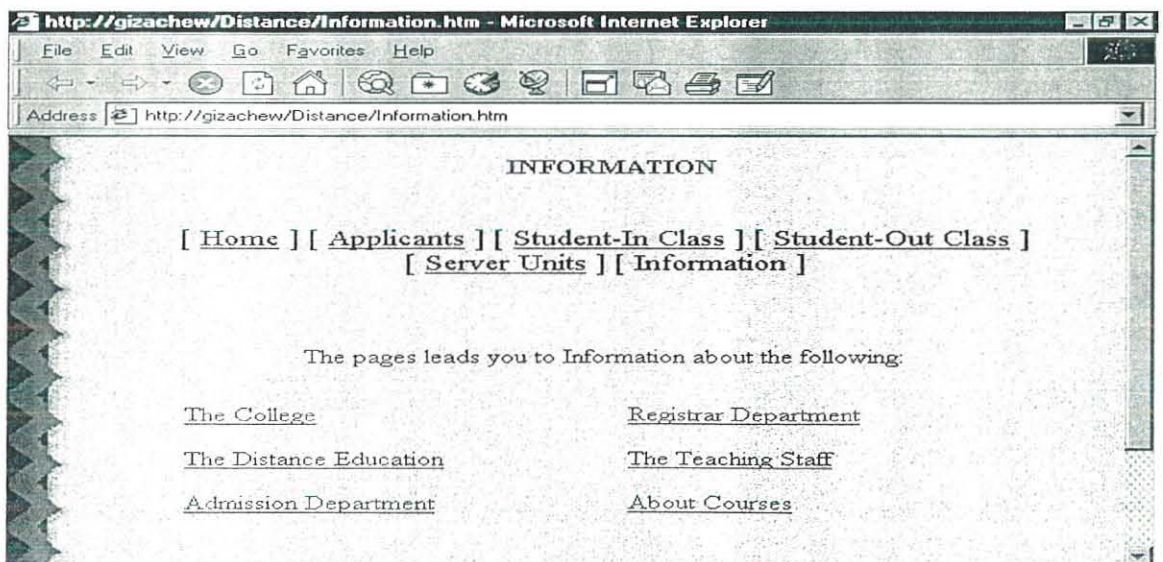 http://gizachew/Distance/Information.htm - Microsoft Internet Explorer
File Edit View Go Favorites Help
Address http://gizachew/Distance/Information.htm
INFORMATION
[ Home ] [ Applicants ] [ Student-In Class ] [ Student-Out Class ]
[ Server Units ] [ Information ]
The pages leads you to Information about the following:
The College Registrar Department
The Distance Education The Teaching Staff
Admission Department About Courses